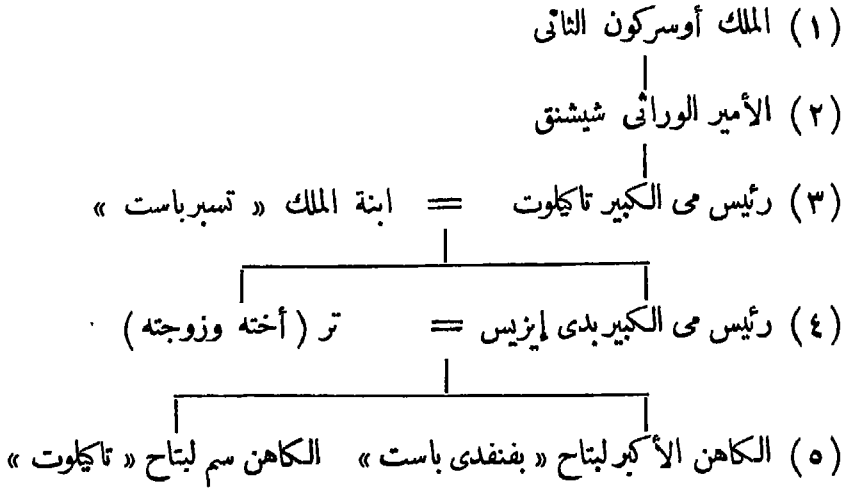 (١) الملك أوسركون الثانى
(٢) الأمير الوراثى شيشنق
(٣) رئيس مى الكبير تاكيلوت = ابنة الملك « تسبرباست »
(٤) رئيس مى الكبير بدى إيزيس = تر (أخته وزوجته)
(٥) الكاهن الأكبر لبتاح « بفنفدى باست » الكاهن سم لبتاح « تاكيلوت »